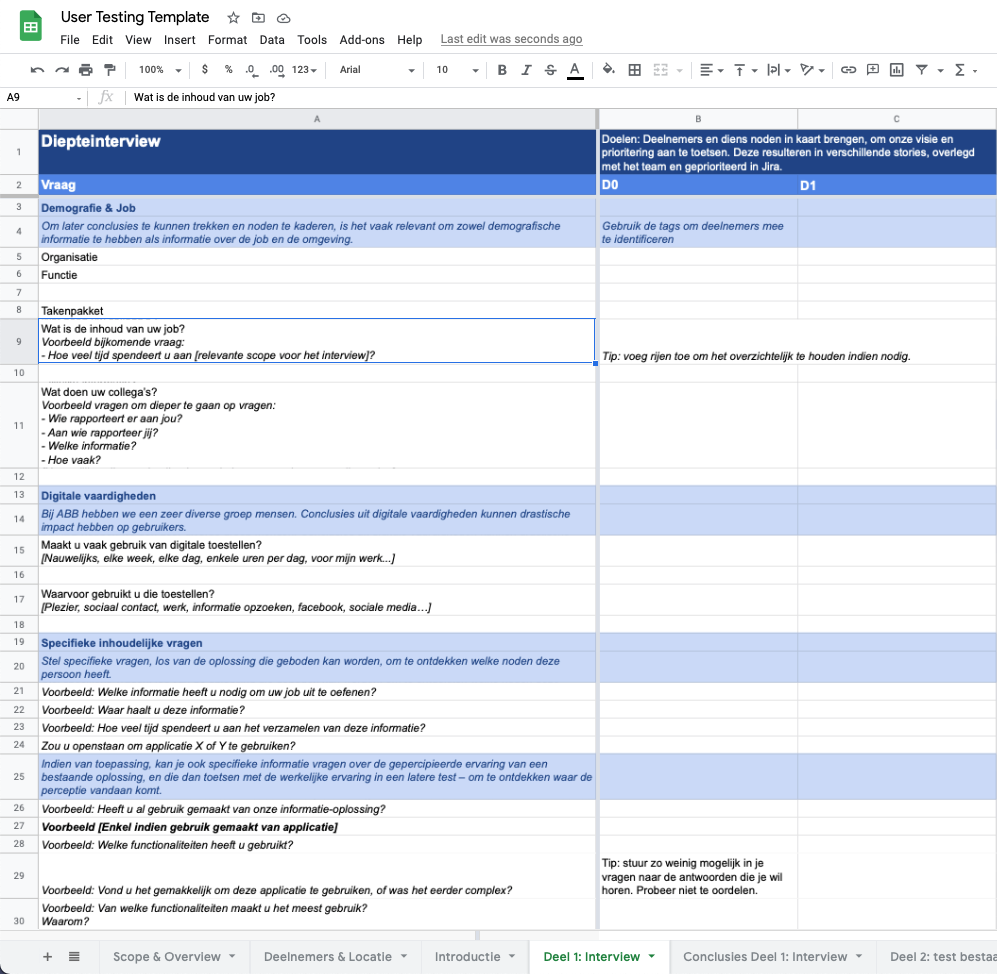 User Testing Template
File Edit View Insert Format Data Tools Add-ons Help Last edit was seconds ago
100% $ % .0 .00 123 Arial 10 B I S A
A9 fx Wat is de inhoud van uw job?
A B C
1 Diepteinterview
Doelen: Deelnemers en diens noden in kaart brengen, om onze visie en
prioritering aan te toetsen. Deze resulteren in verschillende stories, overlegd
met het team en geprioriteerd in Jira.
2 Vraag D0 D1
3 Demografie & Job
4 Om later conclusies te kunnen trekken en noden te kaderen, is het vaak relevant om zowel demografische
informatie te hebben als informatie over de job en de omgeving.
Gebruik de tags om deelnemers mee
te identificeren
5 Organisatie
6 Functie
7
8 Takenpakket
9 Wat is de inhoud van uw job?
Voorbeeld bijkomende vraag:
- Hoe veel tijd spendeert u aan [relevante scope voor het interview]?
Tip: voeg rijen toe om het overzichtelijk te houden indien nodig.
10
11 Wat doen uw collega's?
Voorbeeld vragen om dieper te gaan op vragen:
- Wie rapporteert er aan jou?
- Aan wie rapporteer jij?
- Welke informatie?
- Hoe vaak?
12
13 Digitale vaardigheden
14 Bij ABB hebben we een zeer diverse groep mensen. Conclusies uit digitale vaardigheden kunnen drastische
impact hebben op gebruikers.
15 Maakt u vaak gebruik van digitale toestellen?
[Nauwelijks, elke week, elke dag, enkele uren per dag, voor mijn werk...]
16
17 Waarvoor gebruikt u die toestellen?
[Plezier, sociaal contact, werk, informatie opzoeken, facebook, sociale media…]
18
19 Specifieke inhoudelijke vragen
20 Stel specifieke vragen, los van de oplossing die geboden kan worden, om te ontdekken welke noden deze
persoon heeft.
21 Voorbeeld: Welke informatie heeft u nodig om uw job uit te oefenen?
22 Voorbeeld: Waar haalt u deze informatie?
23 Voorbeeld: Hoe veel tijd spendeert u aan het verzamelen van deze informatie?
24 Zou u openstaan om applicatie X of Y te gebruiken?
25 Indien van toepassing, kan je ook specifieke informatie vragen over de gepercipieerde ervaring van een
bestaande oplossing, en die dan toetsen met de werkelijke ervaring in een latere test – om te ontdekken waar de
perceptie vandaan komt.
26 Voorbeeld: Heeft u al gebruik gemaakt van onze informatie-oplossing?
27 Voorbeeld [Enkel indien gebruik gemaakt van applicatie]
28 Voorbeeld: Welke functionaliteiten heeft u gebruikt?
29 Voorbeeld: Vond u het gemakkelijk om deze applicatie te gebruiken, of was het eerder complex?
Tip: stuur zo weinig mogelijk in je
vragen naar de antwoorden die je wil
horen. Probeer niet te oordelen.
30 Voorbeeld: Van welke functionaliteiten maakt u het meest gebruik?
Waarom?
Scope & Overview Deelnemers & Locatie Introductie Deel 1: Interview Conclusies Deel 1: Interview Deel 2: test bestaa